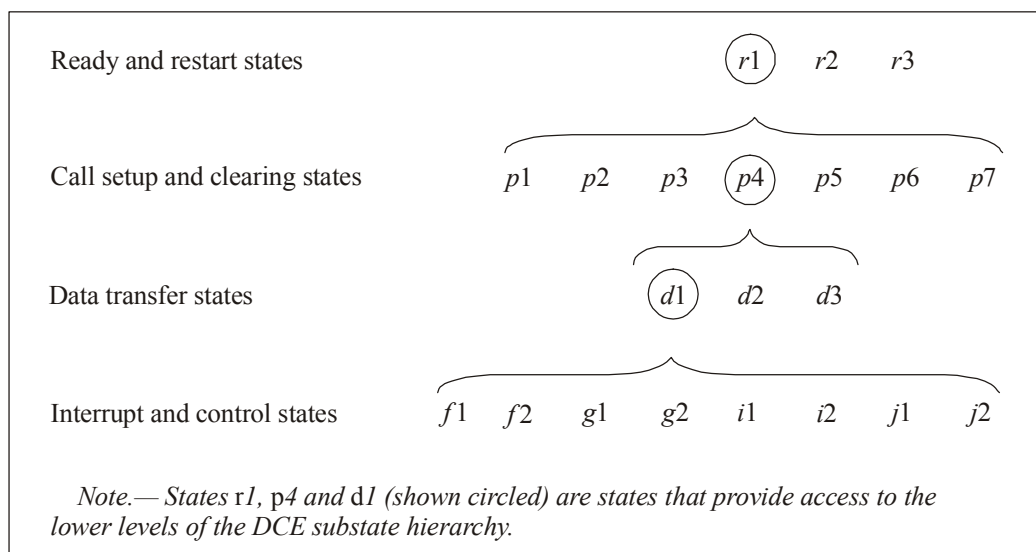 Ready and restart states r1 r2 r3
Call setup and clearing states p1 p2 p3 p4 p5 p6 p7
Data transfer states d1 d2 d3
Interrupt and control states f1 f2 g1 g2 i1 i2 j1 j2
Note.— States r1, p4 and d1 (shown circled) are states that provide access to the
lower levels of the DCE substate hierarchy.